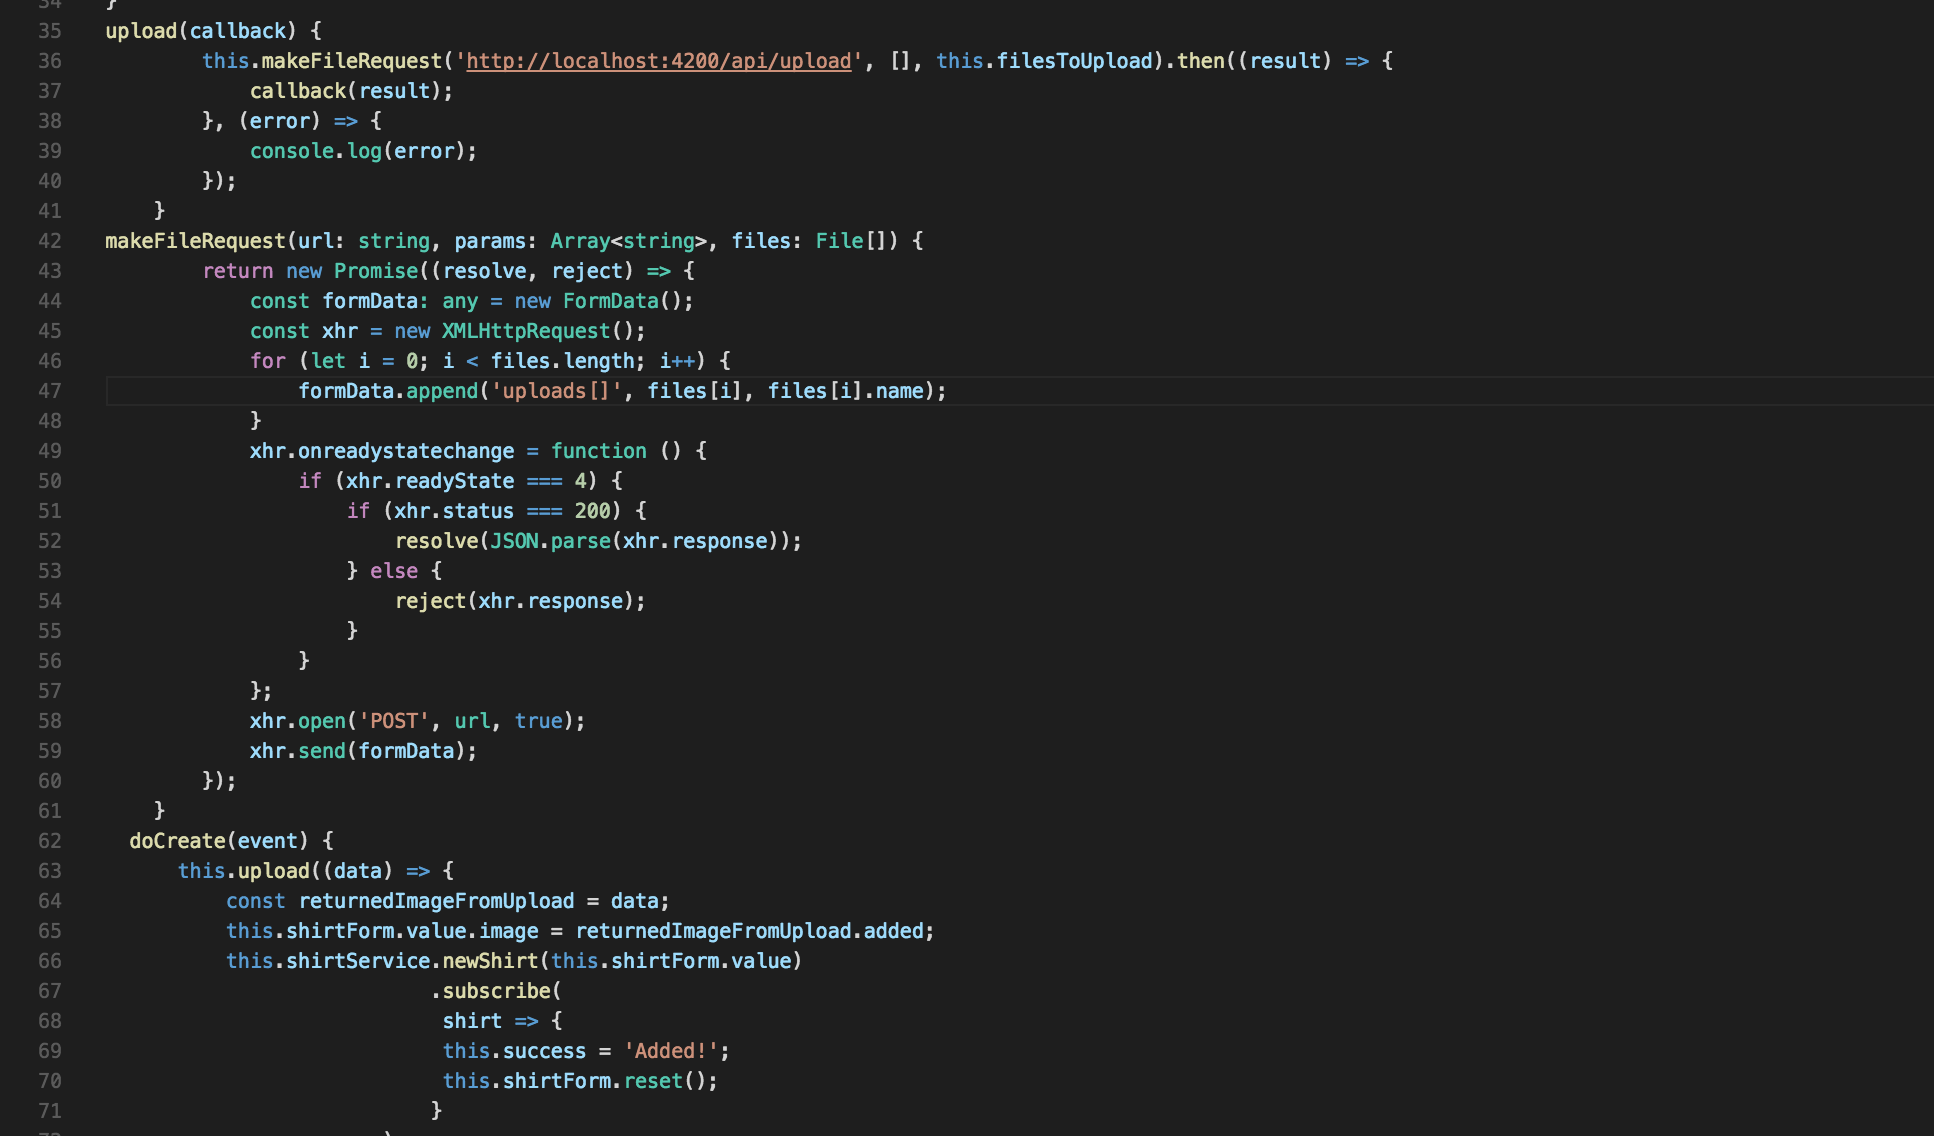 34 }
35 upload(callback) {
36 this.makeFileRequest('http://localhost:4200/api/upload', [], this.filesToUpload).then((result) => {
37 callback(result);
38 }, (error) => {
39 console.log(error);
40 });
41 }
42 makeFileRequest(url: string, params: Array<string>, files: File[]) {
43 return new Promise((resolve, reject) => {
44 const formData: any = new FormData();
45 const xhr = new XMLHttpRequest();
46 for (let i = 0; i < files.length; i++) {
47 formData.append('uploads[]', files[i], files[i].name);
48 }
49 xhr.onreadystatechange = function () {
50 if (xhr.readyState === 4) {
51 if (xhr.status === 200) {
52 resolve(JSON.parse(xhr.response));
53 } else {
54 reject(xhr.response);
55 }
56 }
57 };
58 xhr.open('POST', url, true);
59 xhr.send(formData);
60 });
61 }
62 doCreate(event) {
63 this.upload((data) => {
64 const returnedImageFromUpload = data;
65 this.shirtForm.value.image = returnedImageFromUpload.added;
66 this.shirtService.newShirt(this.shirtForm.value)
67 .subscribe(
68 shirt => {
69 this.success = 'Added!';
70 this.shirtForm.reset();
71 }